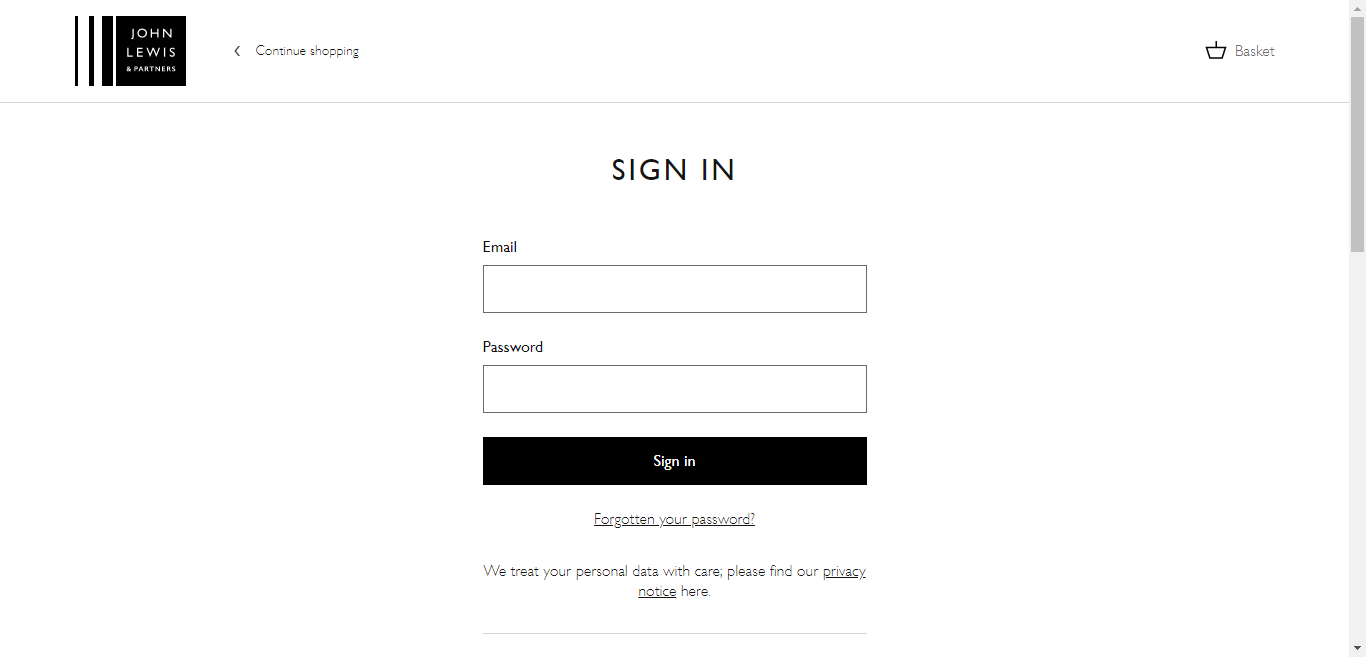 JOHN
LEWIS
& PARTNERS
Continue shopping
Basket
SIGN IN
Email
Password
Sign in
Forgotten your password?
We treat your personal data with care; please find our privacy
notice here.